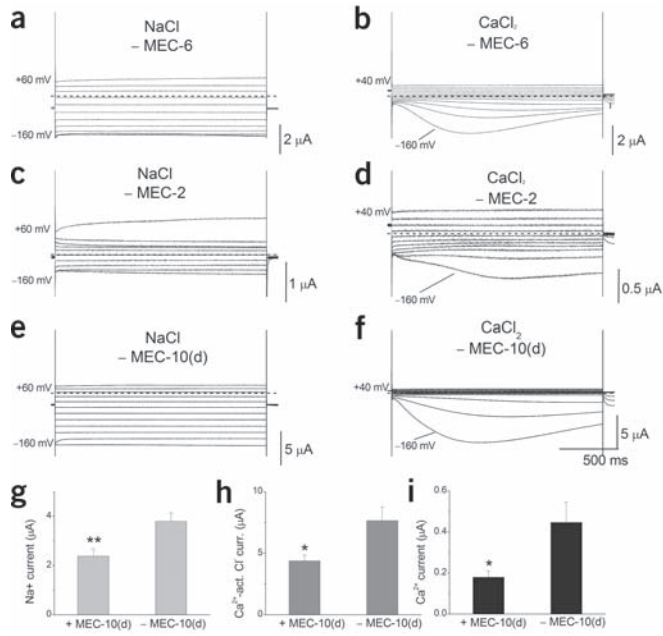 a
NaCl
– MEC-6
+60 mV
−160 mV
2 μA
b
CaCl₂
– MEC-6
+40 mV
−160 mV
2 μA
c
NaCl
– MEC-2
+60 mV
−160 mV
1 μA
d
CaCl₂
– MEC-2
+40 mV
−160 mV
0.5 μA
e
NaCl
– MEC-10(d)
+60 mV
−160 mV
5 μA
f
CaCl₂
– MEC-10(d)
+40 mV
−160 mV
5 μA
500 ms
g
Na+ current (μA)
4
2
0
**
+ MEC-10(d)
– MEC-10(d)
h
Ca²⁺-act. Cl⁻ curr. (μA)
10
5
0
*
+ MEC-10(d)
– MEC-10(d)
i
Ca²⁺ current (μA)
0.6
0.4
0.2
0
*
+ MEC-10(d)
– MEC-10(d)